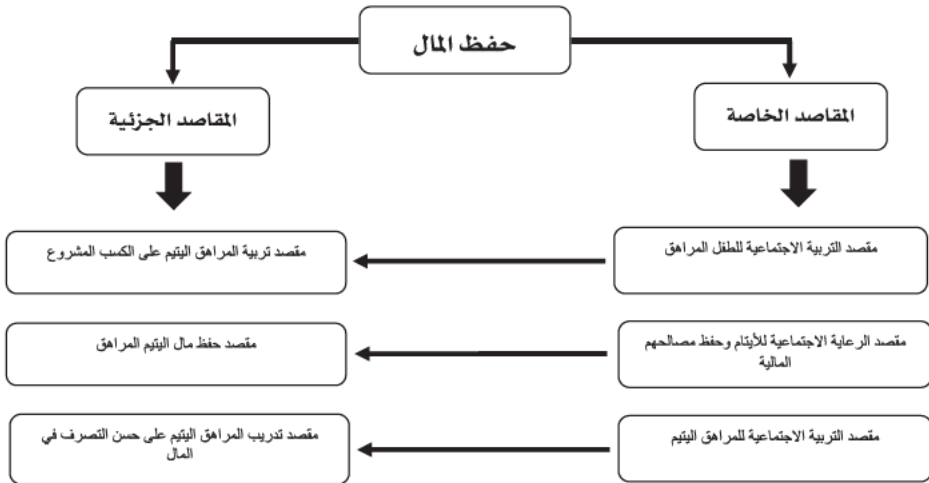 حفظ المال
المقاصد الخاصة
المقاصد الجزئية
مقصد التربية الاجتماعية للطفل المراهق
مقصد تربية المراهق اليتيم على الكسب المشروع
مقصد الرعاية الاجتماعية للأيتام وحفظ مصالحهم
المالية
مقصد حفظ مال اليتيم المراهق
مقصد التربية الاجتماعية للمراهق اليتيم
مقصد تدريب المراهق اليتيم على حسن التصرف في
المال